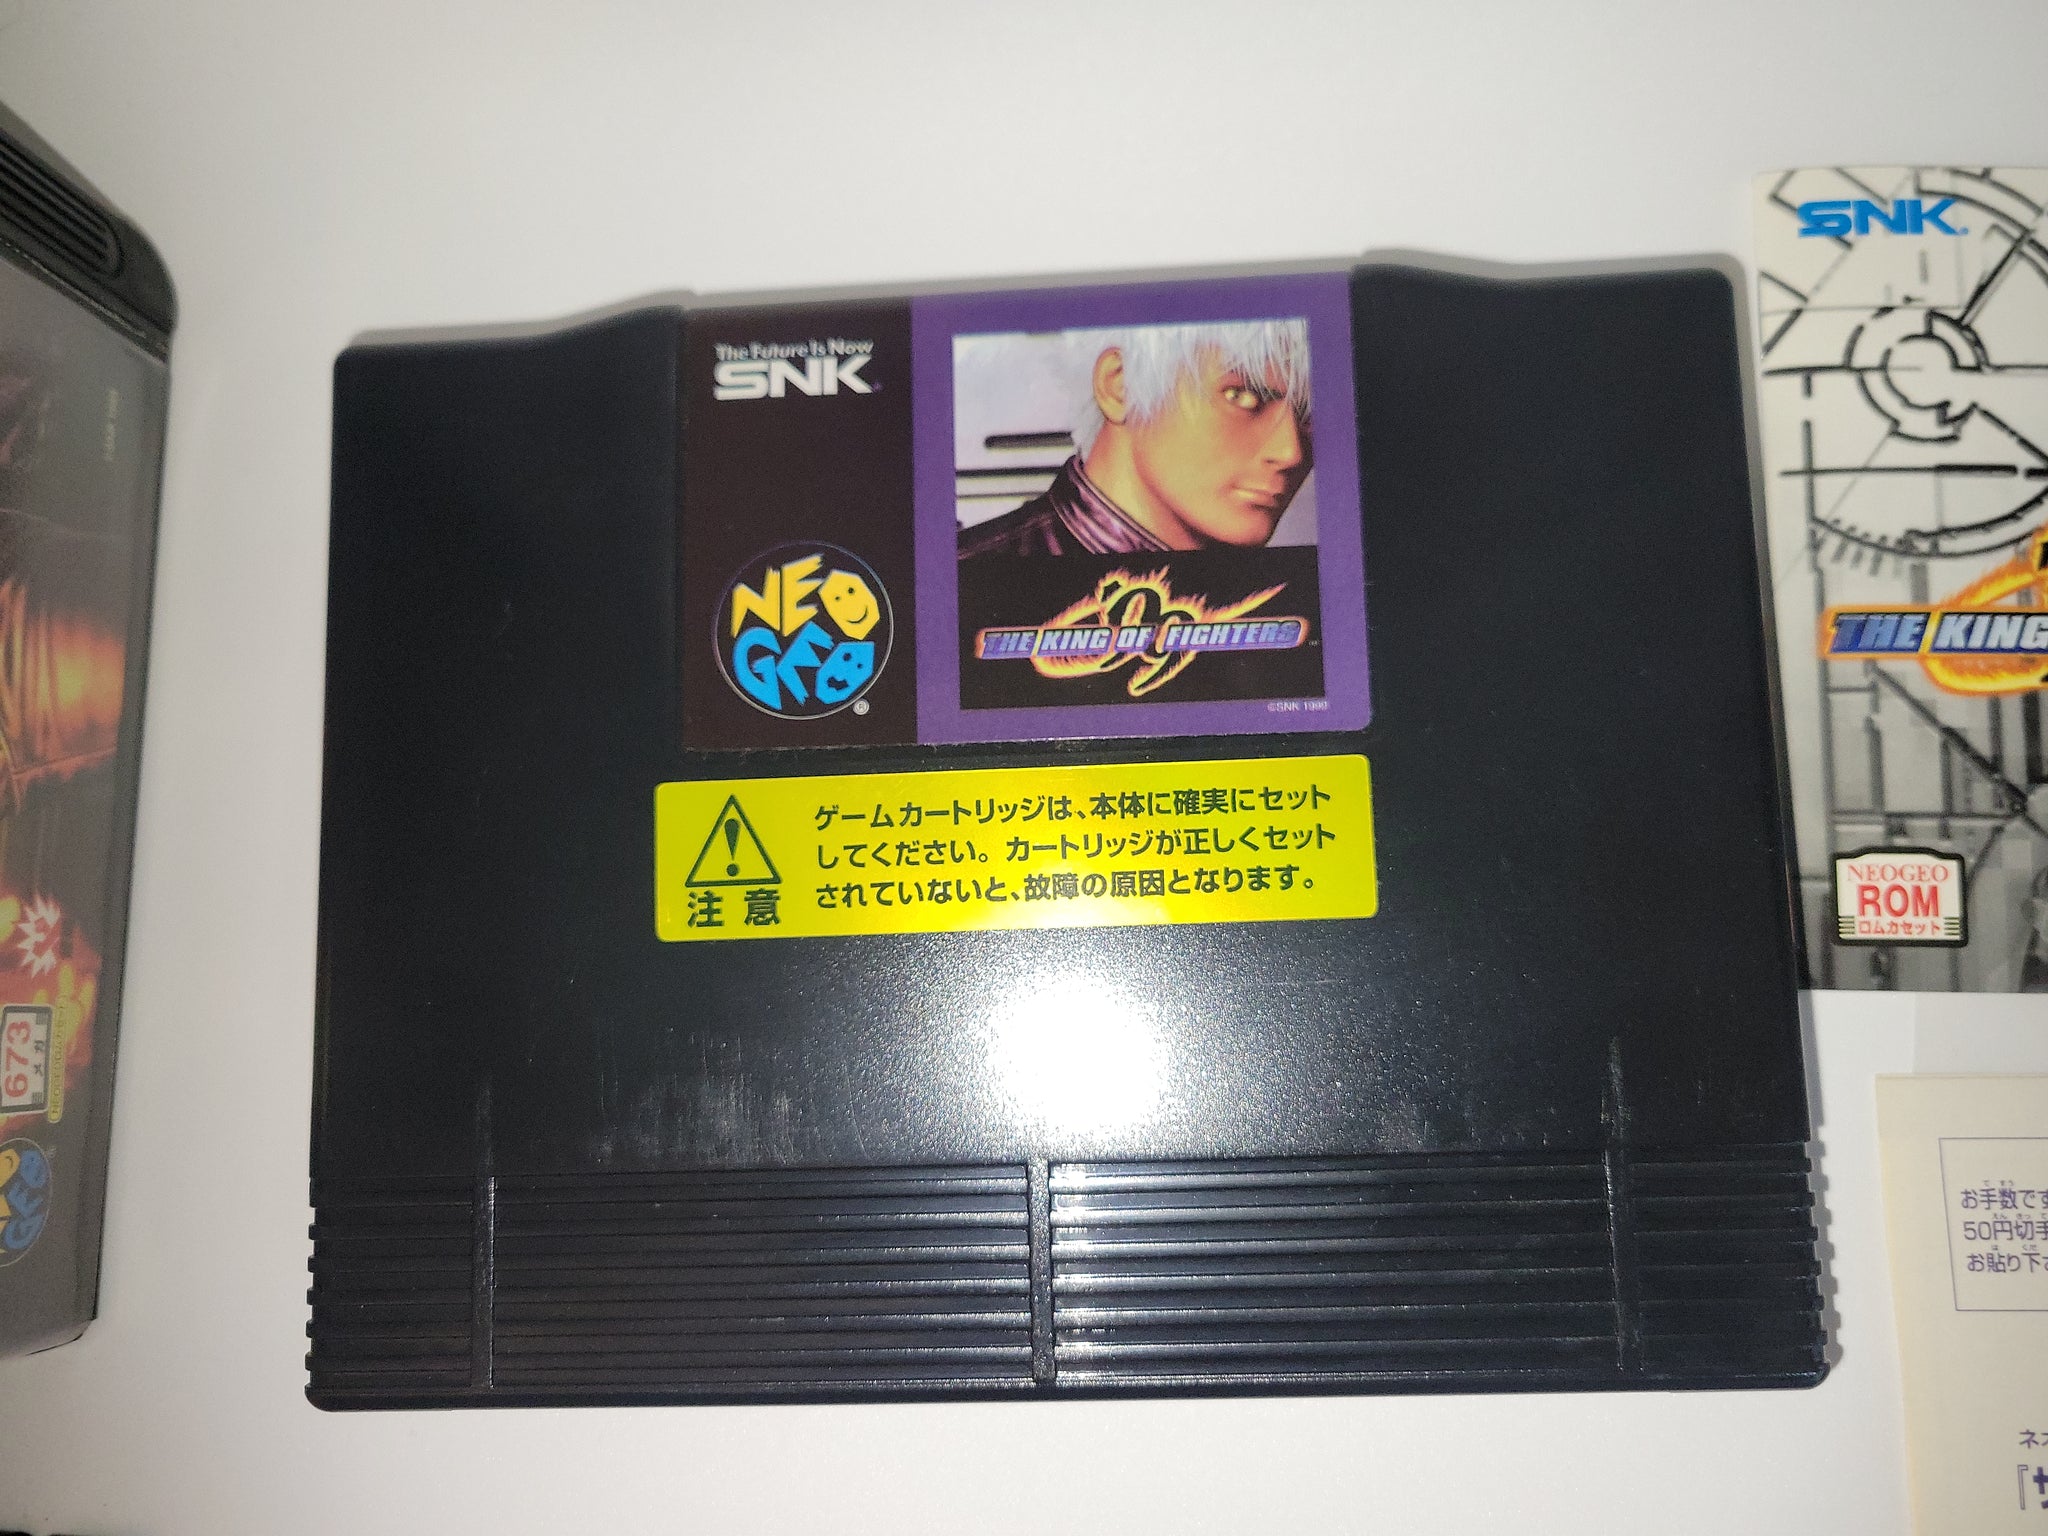 The Future Is Now
SNK
NEO
GEO
'99
THE KING OF FIGHTERS
©SNK 1999
注意
ゲームカートリッジは、本体に確実にセット
してください。カートリッジが正しくセット
されていないと、故障の原因となります。
673
メガ
GEO
SNK
THE KING
NEOGEO
ROM
ロムカセット
お手数です
50円切手
お貼り下さ
ネオ
『サ